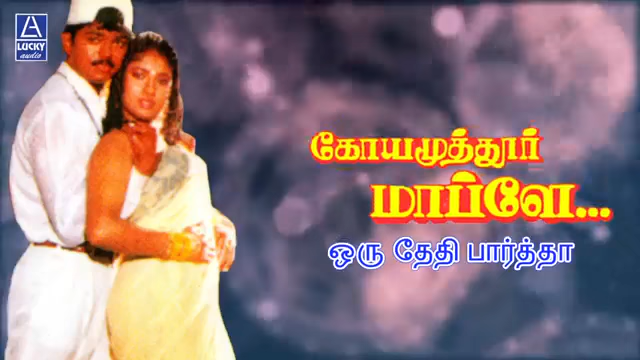 A
LUCKY
audio
கோயமுத்தூர்
மாப்ளே...
ஒரு தேதி பார்த்தா